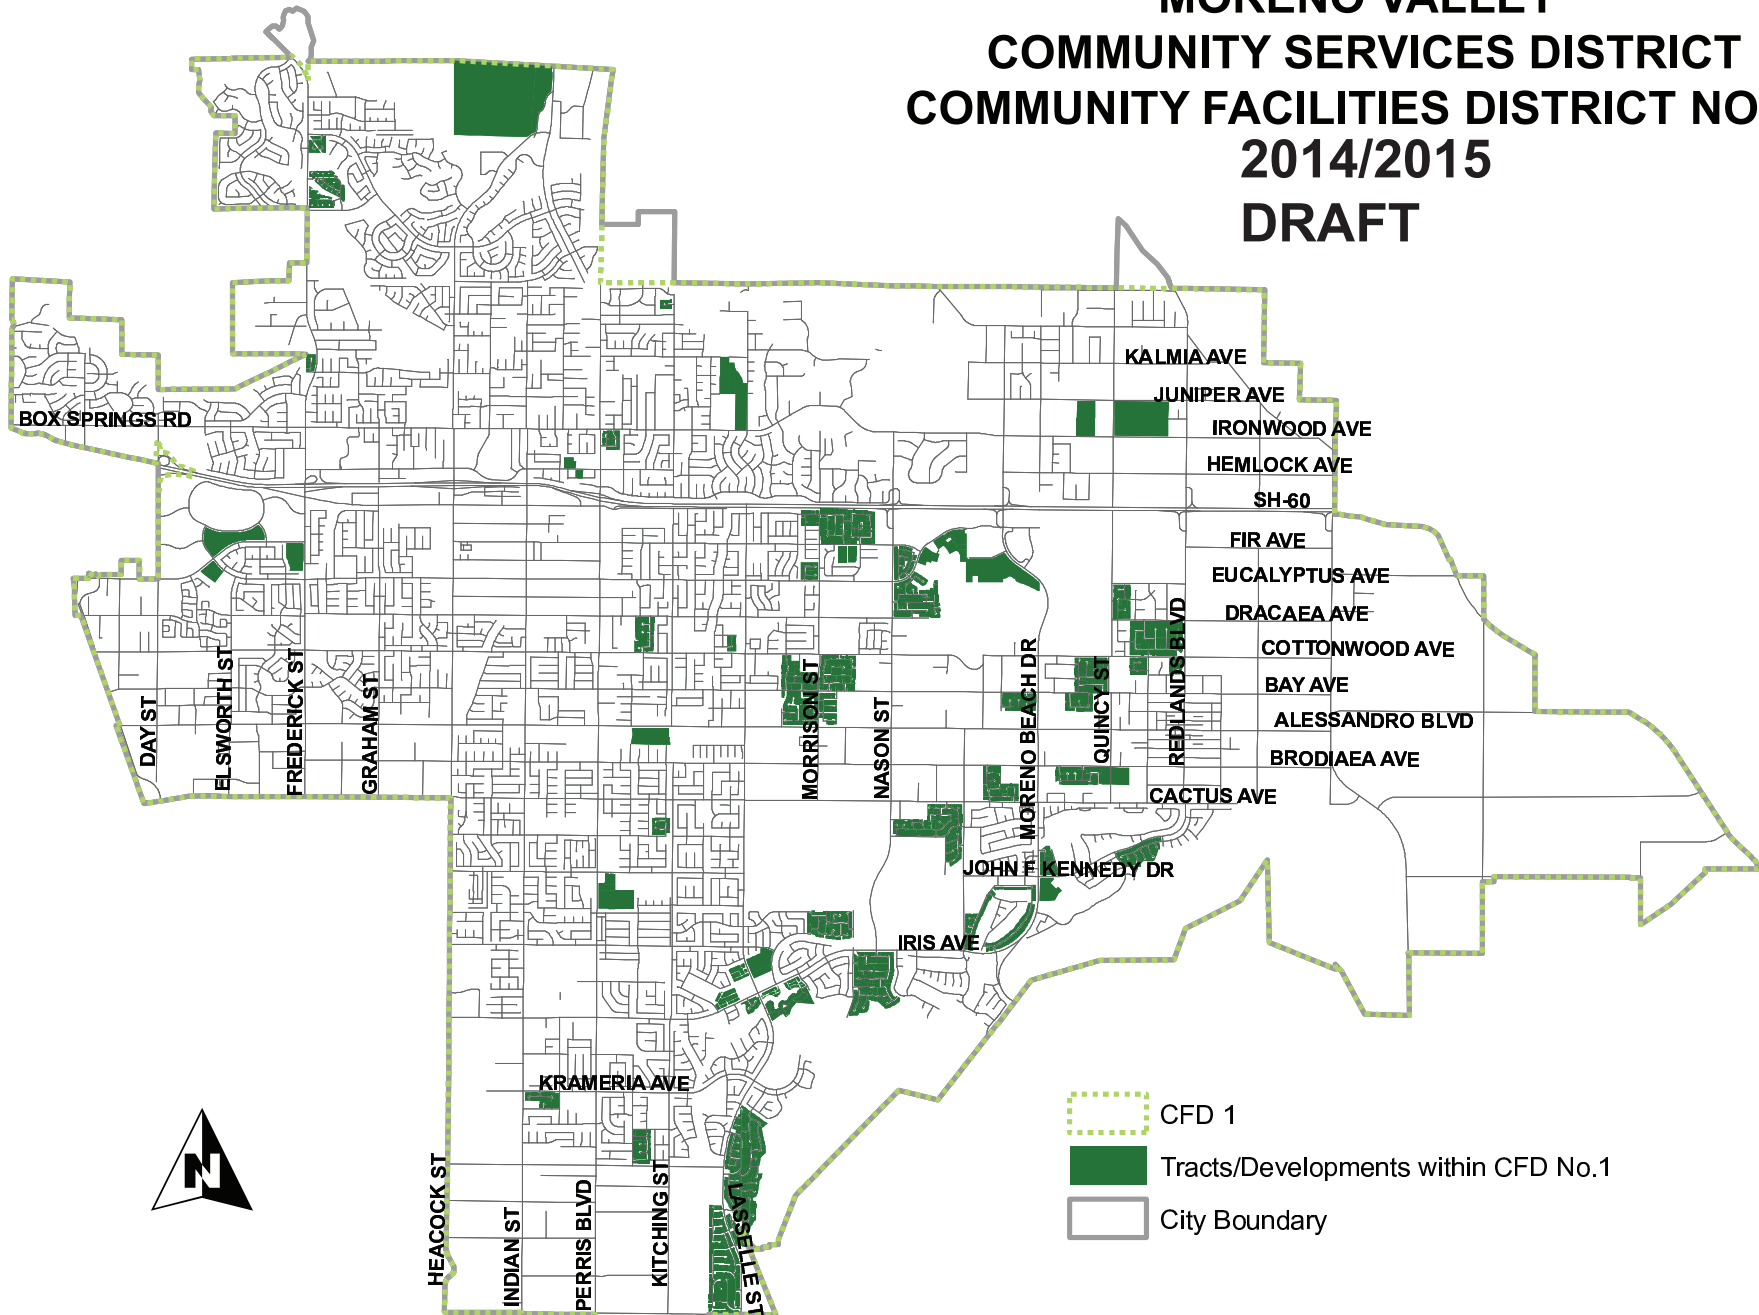 MORENO VALLEY
COMMUNITY SERVICES DISTRICT
COMMUNITY FACILITIES DISTRICT NO
2014/2015
DRAFT
KALMIA AVE
JUNIPER AVE
BOX SPRINGS RD
IRONWOOD AVE
HEMLOCK AVE
SH-60
FIR AVE
EUCALYPTUS AVE
DRACAEA AVE
COTTONWOOD AVE
BAY AVE
ALESSANDRO BLVD
BRODIAEA AVE
CACTUS AVE
DAY ST
ELSWORTH ST
FREDERICK ST
GRAHAM ST
MORRISON ST
NASON ST
MORENO BEACH DR
QUINCY ST
REDLANDS BLVD
JOHN F KENNEDY DR
IRIS AVE
KRAMERIA AVE
HEACOCK ST
INDIAN ST
PERRIS BLVD
KITCHING ST
LASSELLE ST
N
CFD 1
Tracts/Developments within CFD No.1
City Boundary